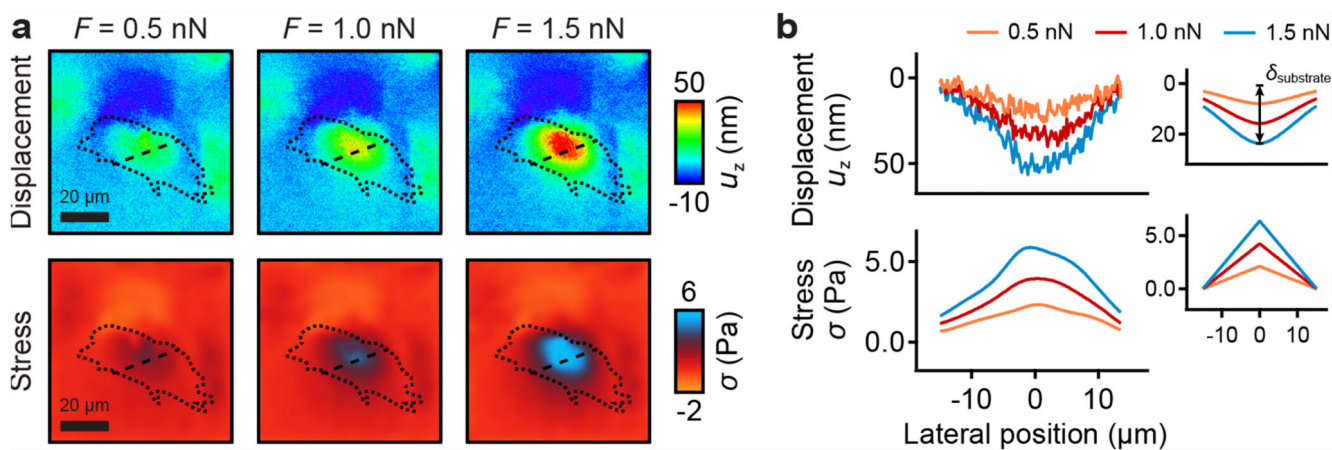 a
F = 0.5 nN
F = 1.0 nN
F = 1.5 nN
Displacement
20 µm
50
u_z (nm)
-10
Stress
20 µm
6
σ (Pa)
-2
b
0.5 nN
1.0 nN
1.5 nN
Displacement
u_z (nm)
0
50
0
20
δ_substrate
Stress
σ (Pa)
5.0
0.0
-10
0
10
5.0
0.0
-10
0
10
Lateral position (µm)